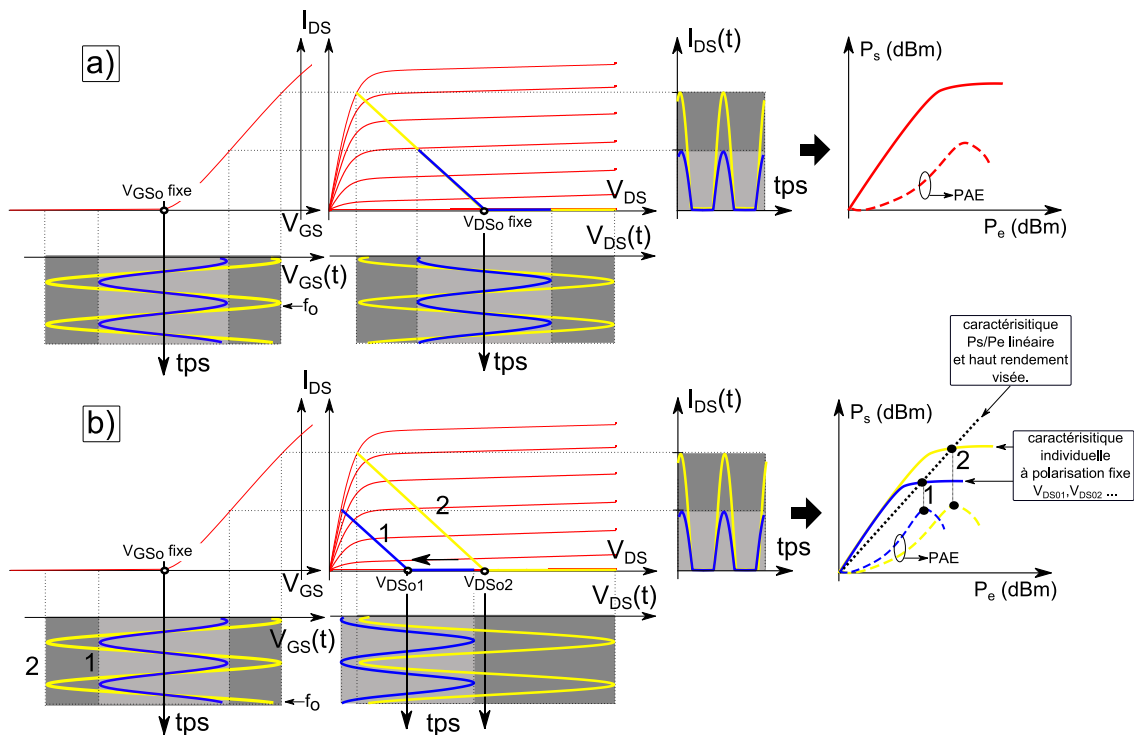 a)
I_DS
I_DS(t)
P_s (dBm)
V_GSo fixe
V_DS
tps
PAE
V_GS
V_DSo fixe
P_e (dBm)
V_DS(t)
V_GS(t)
f_o
tps
tps
caractérisitique
Ps/Pe linéaire
et haut rendement
visée.
b)
I_DS
I_DS(t)
P_s (dBm)
caractérisitique
individuelle
à polarisation fixe
V_DS01,V_DS02 ...
2
1
2
1
V_GSo fixe
V_DS
tps
PAE
V_GS
V_DSo1
V_DSo2
P_e (dBm)
V_DS(t)
V_GS(t)
2
1
f_o
tps
tps